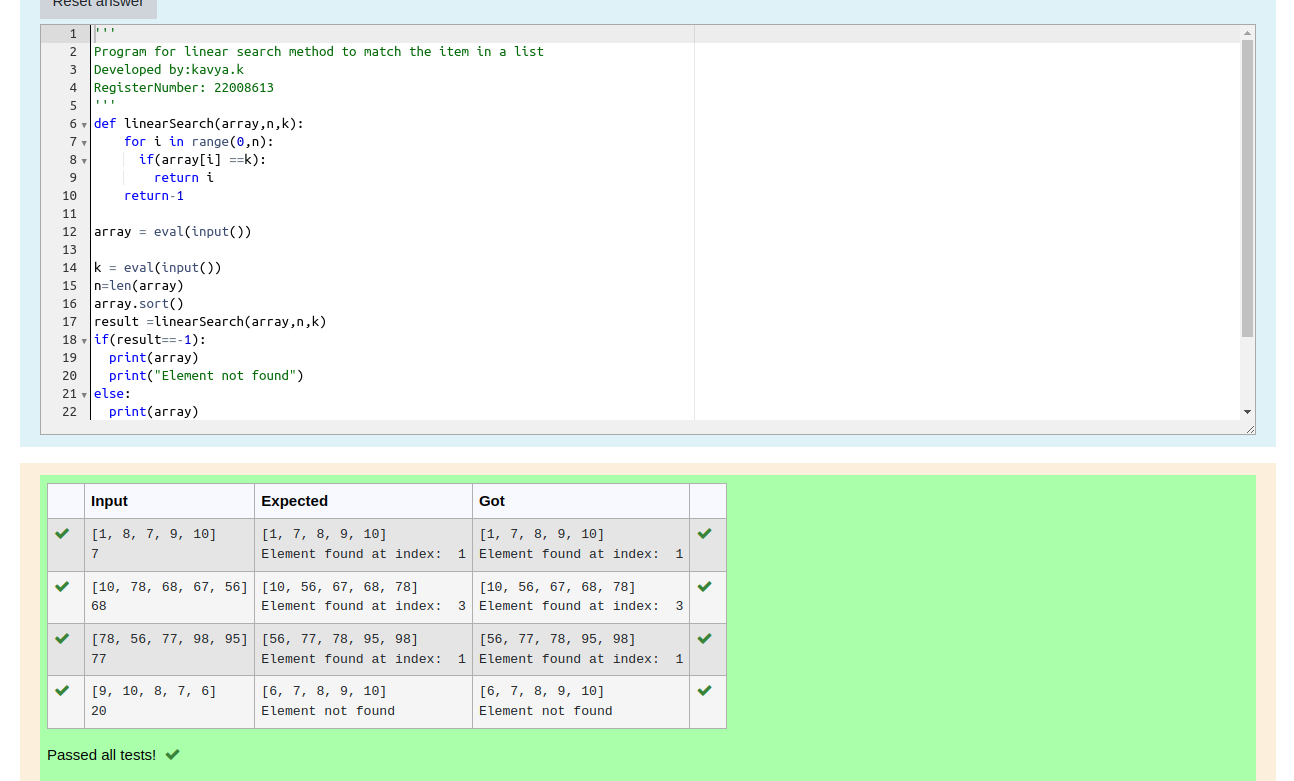 Reset answer
1 '''
2 Program for linear search method to match the item in a list
3 Developed by:kavya.k
4 RegisterNumber: 22008613
5 '''
6 def linearSearch(array,n,k):
7     for i in range(0,n):
8       if(array[i] ==k):
9         return i
10     return-1
11
12 array = eval(input())
13
14 k = eval(input())
15 n=len(array)
16 array.sort()
17 result =linearSearch(array,n,k)
18 if(result==-1):
19   print(array)
20   print("Element not found")
21 else:
22   print(array)
Input Expected Got
[1, 8, 7, 9, 10] [1, 7, 8, 9, 10] [1, 7, 8, 9, 10]
7 Element found at index:  1 Element found at index:  1
[10, 78, 68, 67, 56] [10, 56, 67, 68, 78] [10, 56, 67, 68, 78]
68 Element found at index:  3 Element found at index:  3
[78, 56, 77, 98, 95] [56, 77, 78, 95, 98] [56, 77, 78, 95, 98]
77 Element found at index:  1 Element found at index:  1
[9, 10, 8, 7, 6] [6, 7, 8, 9, 10] [6, 7, 8, 9, 10]
20 Element not found Element not found
Passed all tests!